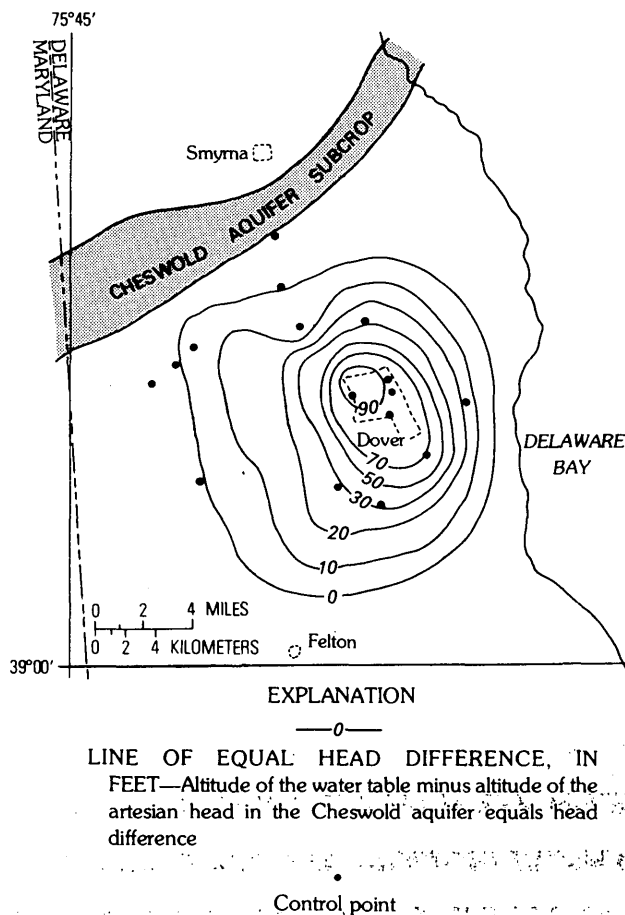 75°45'
DELAWARE
MARYLAND
Smyrna
CHESWOLD AQUIFER SUBCROP
90
Dover
70
50
30
20
10
0
DELAWARE
BAY
0 2 4 MILES
0 2 4 KILOMETERS
Felton
39°00'
EXPLANATION
0
LINE OF EQUAL HEAD DIFFERENCE, IN
FEET—Altitude of the water table minus altitude of the
artesian head in the Cheswold aquifer equals head
difference
Control point